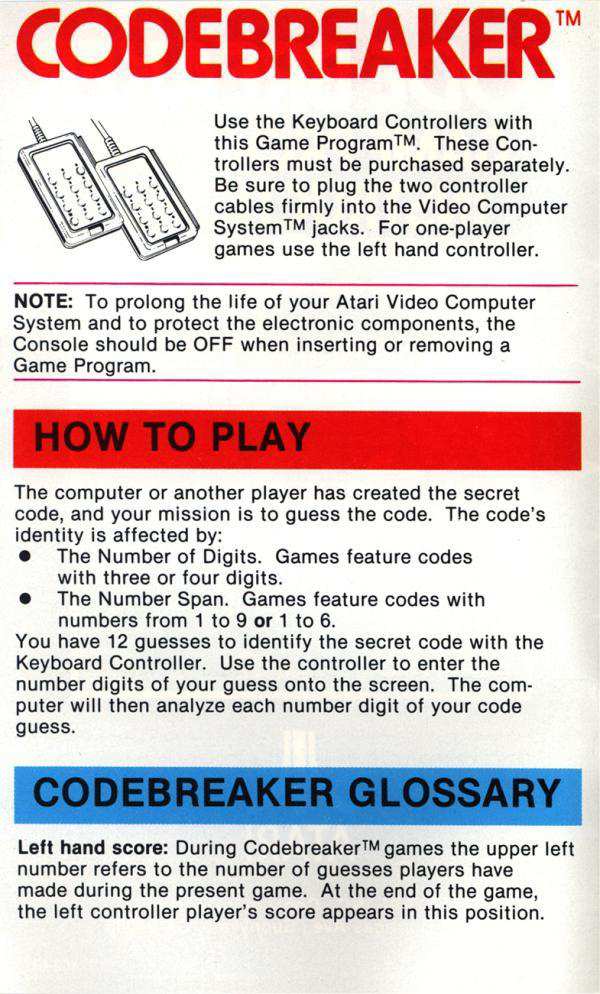 CODEBREAKER™
Use the Keyboard Controllers with
this Game Program™. These Con-
trollers must be purchased separately.
Be sure to plug the two controller
cables firmly into the Video Computer
System™ jacks. For one-player
games use the left hand controller.
NOTE: To prolong the life of your Atari Video Computer
System and to protect the electronic components, the
Console should be OFF when inserting or removing a
Game Program.
HOW TO PLAY
The computer or another player has created the secret
code, and your mission is to guess the code. The code's
identity is affected by:
● The Number of Digits. Games feature codes
with three or four digits.
● The Number Span. Games feature codes with
numbers from 1 to 9 or 1 to 6.
You have 12 guesses to identify the secret code with the
Keyboard Controller. Use the controller to enter the
number digits of your guess onto the screen. The com-
puter will then analyze each number digit of your code
guess.
CODEBREAKER GLOSSARY
Left hand score: During Codebreaker™ games the upper left
number refers to the number of guesses players have
made during the present game. At the end of the game,
the left controller player's score appears in this position.